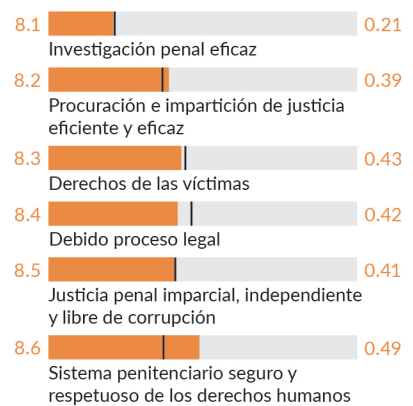 8.1 0.21
Investigación penal eficaz
8.2 0.39
Procuración e impartición de justicia
eficiente y eficaz
8.3 0.43
Derechos de las víctimas
8.4 0.42
Debido proceso legal
8.5 0.41
Justicia penal imparcial, independiente
y libre de corrupción
8.6 0.49
Sistema penitenciario seguro y
respetuoso de los derechos humanos